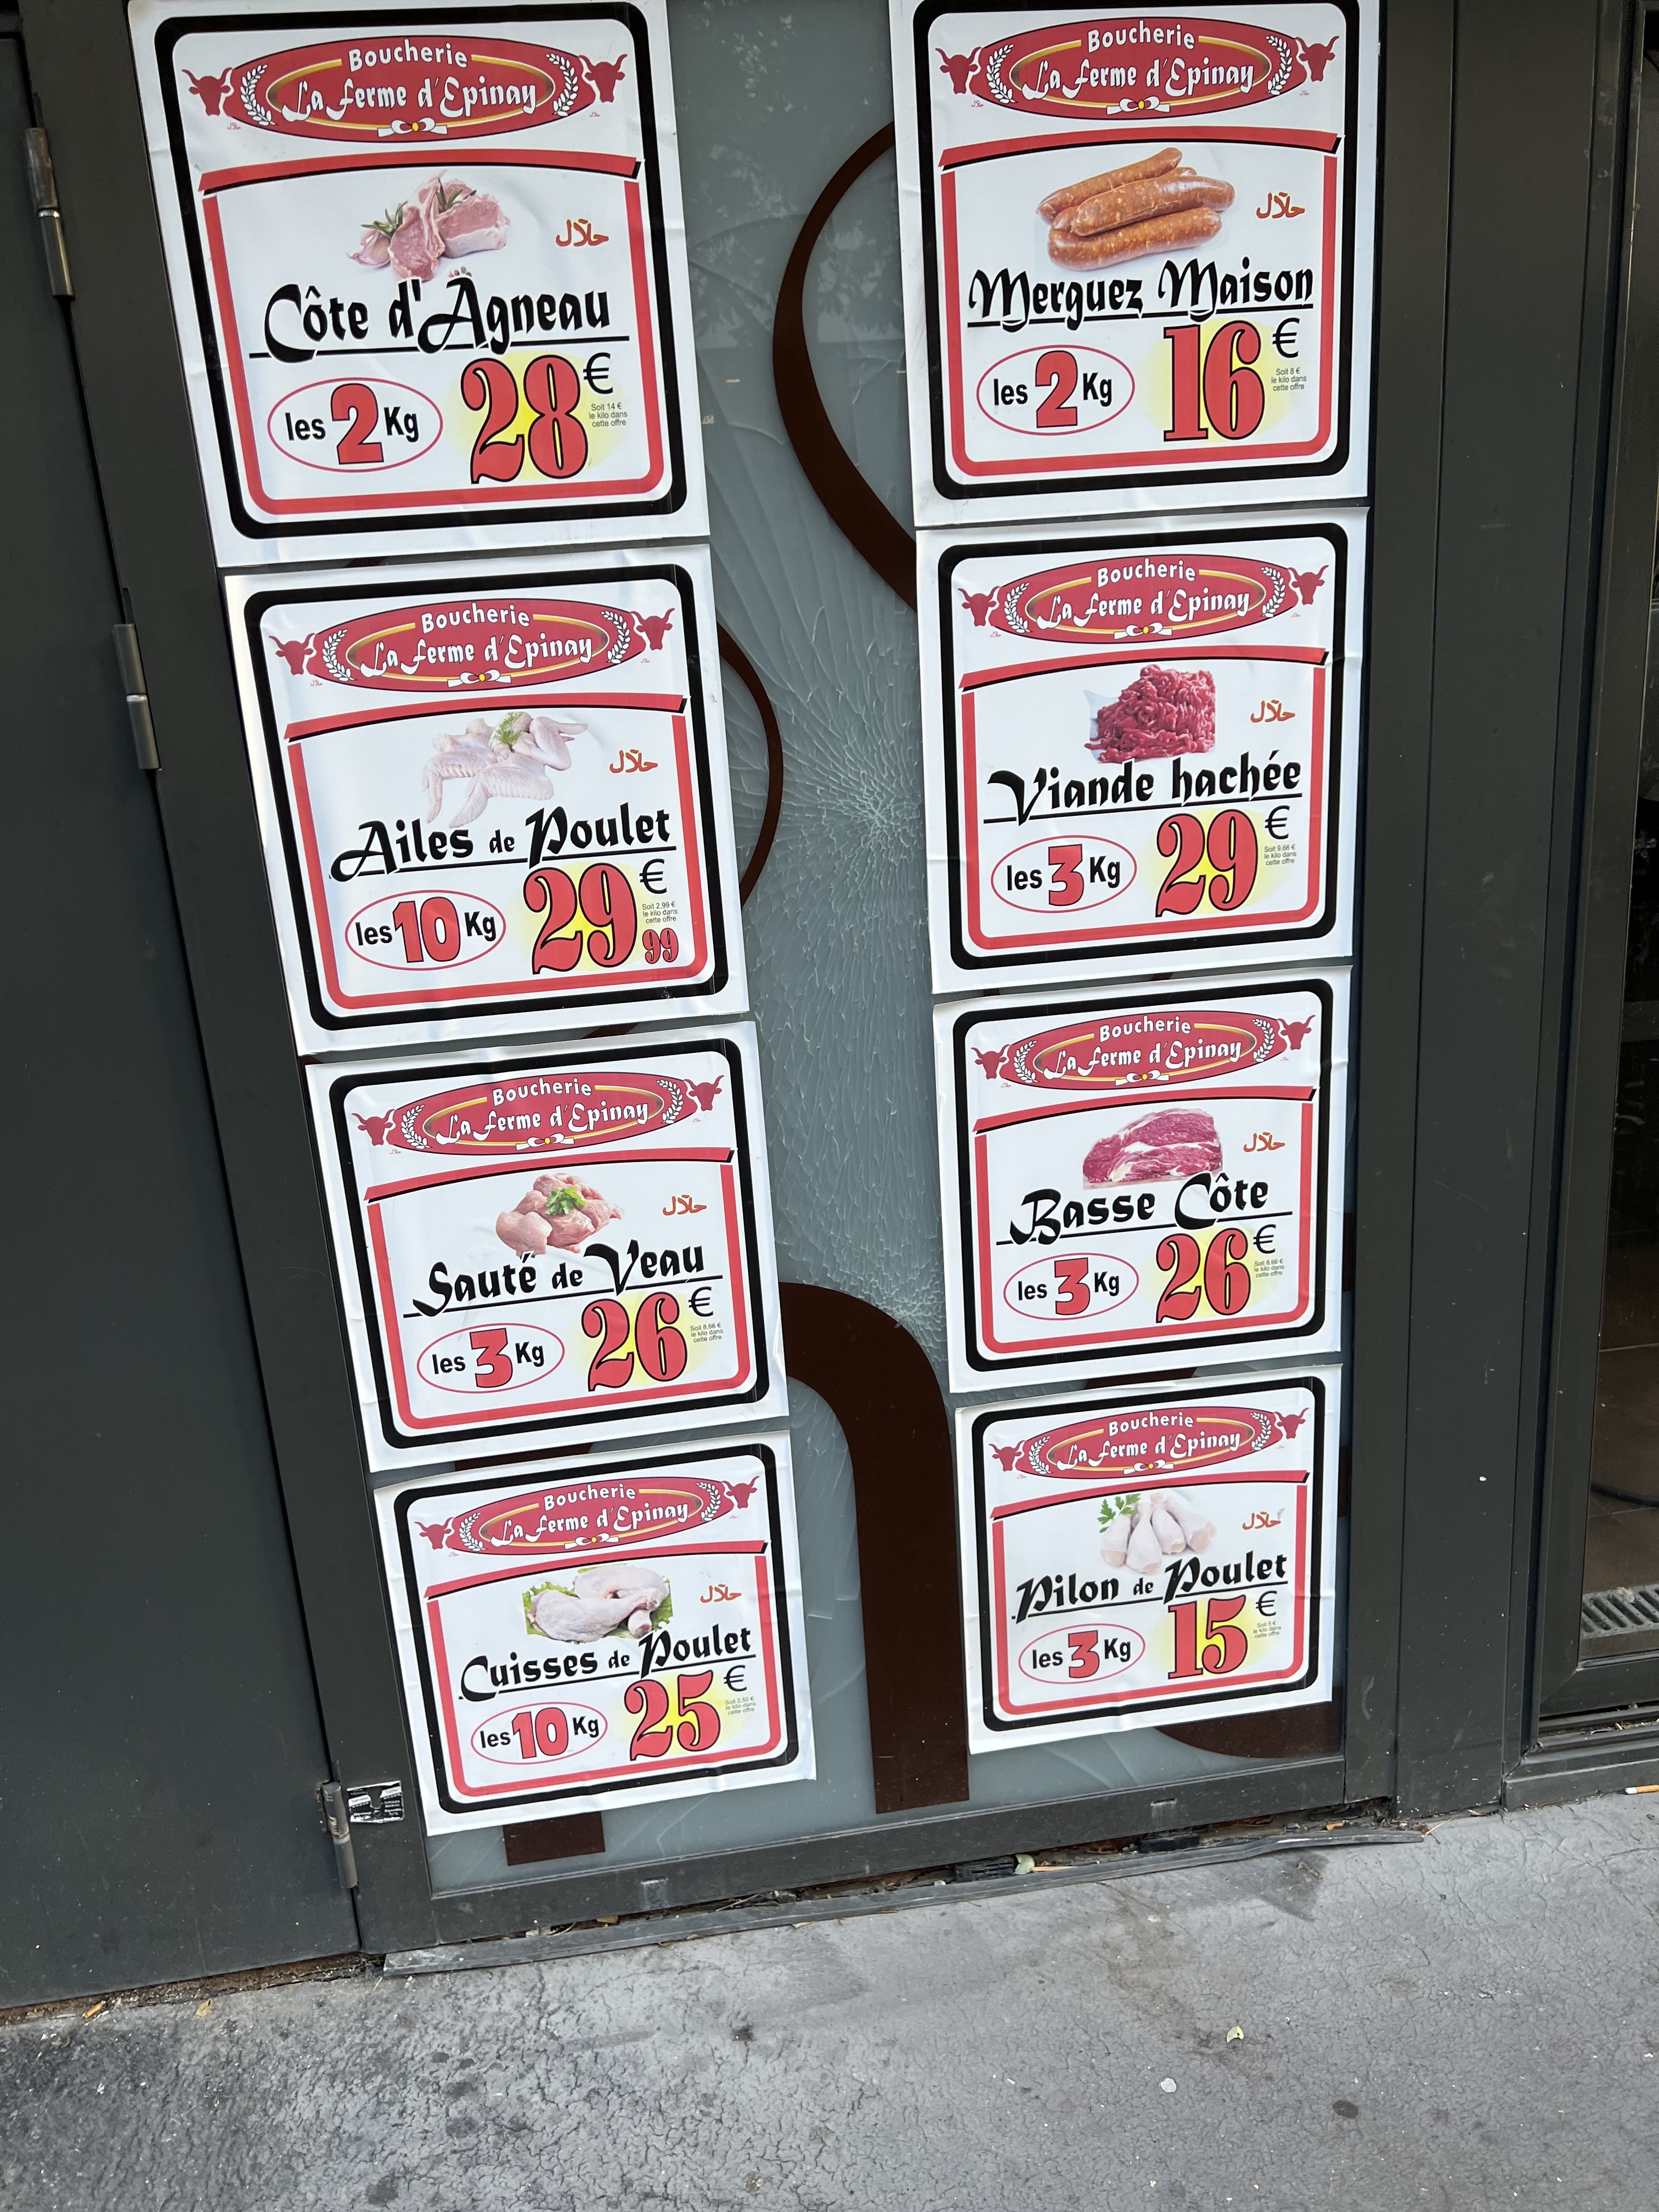 Boucherie
La Ferme d'Epinay
حلال
Côte d'Agneau
les 2 Kg
28€
Soit 14 €
le kilo dans
cette offre
Boucherie
La Ferme d'Epinay
حلال
Merguez Maison
les 2 Kg
16€
Soit 8 €
le kilo dans
cette offre
Boucherie
La Ferme d'Epinay
حلال
Ailes de Poulet
les 10 Kg
29€99
Soit 2,99 €
le kilo dans
cette offre
Boucherie
La Ferme d'Epinay
حلال
Viande hachée
les 3 Kg
29€
Soit 9,66 €
le kilo dans
cette offre
Boucherie
La Ferme d'Epinay
حلال
Sauté de Veau
les 3 Kg
26€
Soit 8,66 €
le kilo dans
cette offre
Boucherie
La Ferme d'Epinay
حلال
Basse Côte
les 3 Kg
26€
Soit 8,66 €
le kilo dans
cette offre
Boucherie
La Ferme d'Epinay
حلال
Cuisses de Poulet
les 10 Kg
25€
Soit 2,50 €
le kilo dans
cette offre
Boucherie
La Ferme d'Epinay
حلال
Pilon de Poulet
les 3 Kg
15€
Soit 5 €
le kilo dans
cette offre